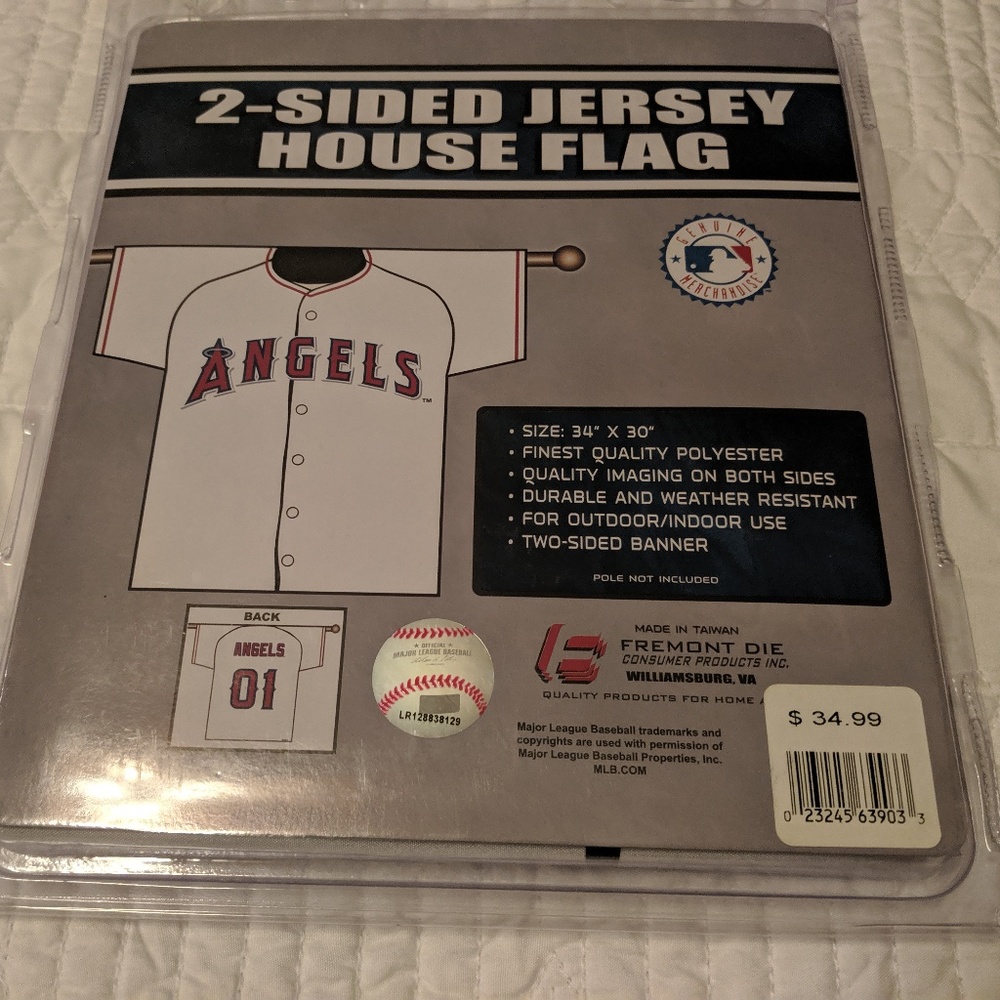 2-SIDED JERSEY
HOUSE FLAG
GENUINE
MERCHANDISE
ANGELS
TM
• SIZE: 34" X 30"
• FINEST QUALITY POLYESTER
• QUALITY IMAGING ON BOTH SIDES
• DURABLE AND WEATHER RESISTANT
• FOR OUTDOOR/INDOOR USE
• TWO-SIDED BANNER
POLE NOT INCLUDED
BACK
ANGELS
01
OFFICIAL
MAJOR LEAGUE BASEBALL
LR128838129
MADE IN TAIWAN
FREMONT DIE
CONSUMER PRODUCTS INC.
WILLIAMSBURG, VA
QUALITY PRODUCTS FOR HOME
Major League Baseball trademarks and
copyrights are used with permission of
Major League Baseball Properties, Inc.
MLB.COM
$ 34.99
0 23245 63903 3